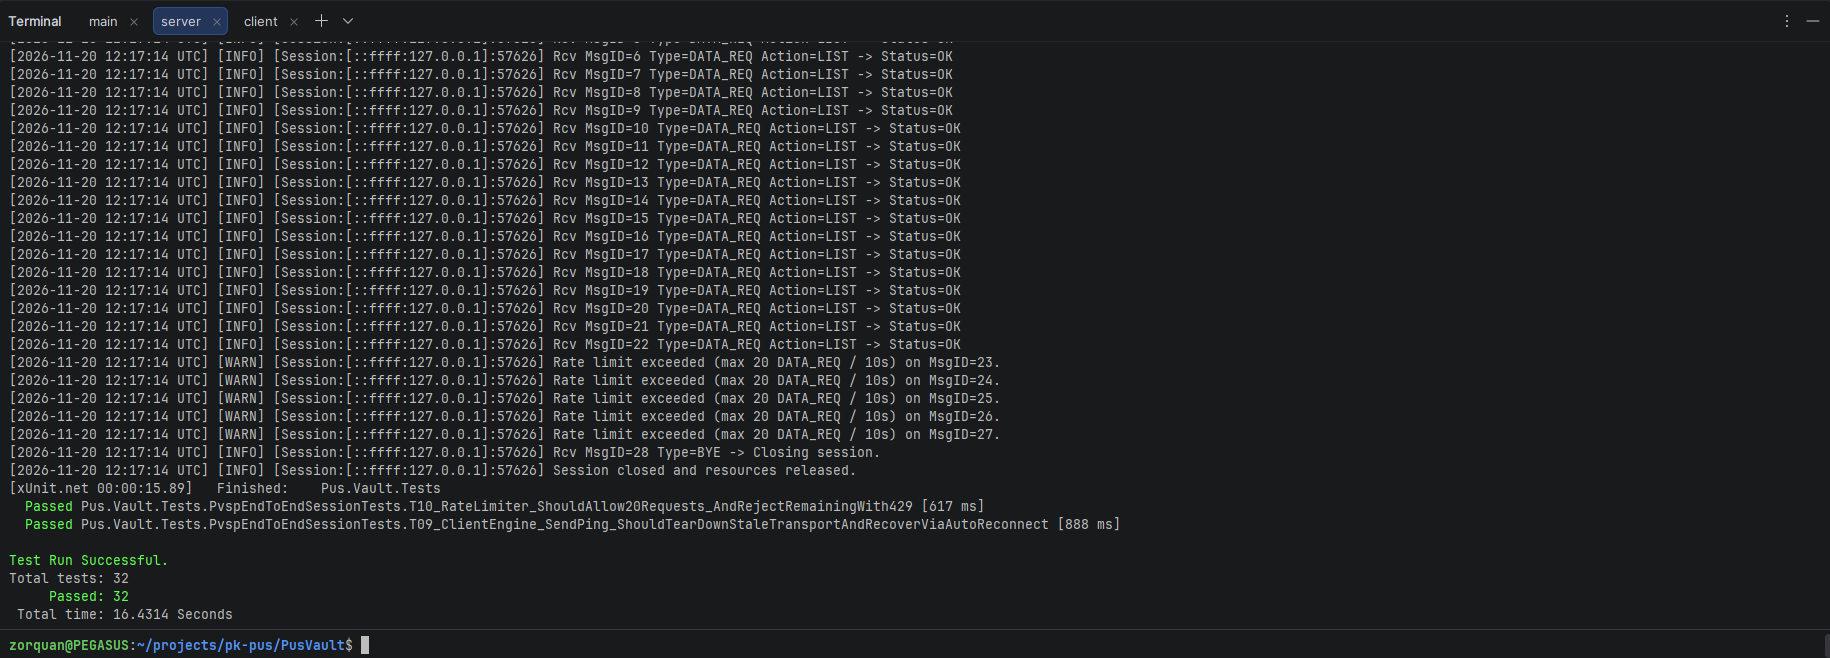 Terminal main × server × client × +
[2026-11-20 12:17:14 UTC] [INFO] [Session:[::ffff:127.0.0.1]:57626] Rcv MsgID=6 Type=DATA_REQ Action=LIST -> Status=OK
[2026-11-20 12:17:14 UTC] [INFO] [Session:[::ffff:127.0.0.1]:57626] Rcv MsgID=7 Type=DATA_REQ Action=LIST -> Status=OK
[2026-11-20 12:17:14 UTC] [INFO] [Session:[::ffff:127.0.0.1]:57626] Rcv MsgID=8 Type=DATA_REQ Action=LIST -> Status=OK
[2026-11-20 12:17:14 UTC] [INFO] [Session:[::ffff:127.0.0.1]:57626] Rcv MsgID=9 Type=DATA_REQ Action=LIST -> Status=OK
[2026-11-20 12:17:14 UTC] [INFO] [Session:[::ffff:127.0.0.1]:57626] Rcv MsgID=10 Type=DATA_REQ Action=LIST -> Status=OK
[2026-11-20 12:17:14 UTC] [INFO] [Session:[::ffff:127.0.0.1]:57626] Rcv MsgID=11 Type=DATA_REQ Action=LIST -> Status=OK
[2026-11-20 12:17:14 UTC] [INFO] [Session:[::ffff:127.0.0.1]:57626] Rcv MsgID=12 Type=DATA_REQ Action=LIST -> Status=OK
[2026-11-20 12:17:14 UTC] [INFO] [Session:[::ffff:127.0.0.1]:57626] Rcv MsgID=13 Type=DATA_REQ Action=LIST -> Status=OK
[2026-11-20 12:17:14 UTC] [INFO] [Session:[::ffff:127.0.0.1]:57626] Rcv MsgID=14 Type=DATA_REQ Action=LIST -> Status=OK
[2026-11-20 12:17:14 UTC] [INFO] [Session:[::ffff:127.0.0.1]:57626] Rcv MsgID=15 Type=DATA_REQ Action=LIST -> Status=OK
[2026-11-20 12:17:14 UTC] [INFO] [Session:[::ffff:127.0.0.1]:57626] Rcv MsgID=16 Type=DATA_REQ Action=LIST -> Status=OK
[2026-11-20 12:17:14 UTC] [INFO] [Session:[::ffff:127.0.0.1]:57626] Rcv MsgID=17 Type=DATA_REQ Action=LIST -> Status=OK
[2026-11-20 12:17:14 UTC] [INFO] [Session:[::ffff:127.0.0.1]:57626] Rcv MsgID=18 Type=DATA_REQ Action=LIST -> Status=OK
[2026-11-20 12:17:14 UTC] [INFO] [Session:[::ffff:127.0.0.1]:57626] Rcv MsgID=19 Type=DATA_REQ Action=LIST -> Status=OK
[2026-11-20 12:17:14 UTC] [INFO] [Session:[::ffff:127.0.0.1]:57626] Rcv MsgID=20 Type=DATA_REQ Action=LIST -> Status=OK
[2026-11-20 12:17:14 UTC] [INFO] [Session:[::ffff:127.0.0.1]:57626] Rcv MsgID=21 Type=DATA_REQ Action=LIST -> Status=OK
[2026-11-20 12:17:14 UTC] [INFO] [Session:[::ffff:127.0.0.1]:57626] Rcv MsgID=22 Type=DATA_REQ Action=LIST -> Status=OK
[2026-11-20 12:17:14 UTC] [WARN] [Session:[::ffff:127.0.0.1]:57626] Rate limit exceeded (max 20 DATA_REQ / 10s) on MsgID=23.
[2026-11-20 12:17:14 UTC] [WARN] [Session:[::ffff:127.0.0.1]:57626] Rate limit exceeded (max 20 DATA_REQ / 10s) on MsgID=24.
[2026-11-20 12:17:14 UTC] [WARN] [Session:[::ffff:127.0.0.1]:57626] Rate limit exceeded (max 20 DATA_REQ / 10s) on MsgID=25.
[2026-11-20 12:17:14 UTC] [WARN] [Session:[::ffff:127.0.0.1]:57626] Rate limit exceeded (max 20 DATA_REQ / 10s) on MsgID=26.
[2026-11-20 12:17:14 UTC] [WARN] [Session:[::ffff:127.0.0.1]:57626] Rate limit exceeded (max 20 DATA_REQ / 10s) on MsgID=27.
[2026-11-20 12:17:14 UTC] [INFO] [Session:[::ffff:127.0.0.1]:57626] Rcv MsgID=28 Type=BYE -> Closing session.
[2026-11-20 12:17:14 UTC] [INFO] [Session:[::ffff:127.0.0.1]:57626] Session closed and resources released.
[xUnit.net 00:00:15.89]   Finished:    Pus.Vault.Tests
Passed Pus.Vault.Tests.PvspEndToEndSessionTests.T10_RateLimiter_ShouldAllow20Requests_AndRejectRemainingWith429 [617 ms]
Passed Pus.Vault.Tests.PvspEndToEndSessionTests.T09_ClientEngine_SendPing_ShouldTearDownStaleTransportAndRecoverViaAutoReconnect [888 ms]
Test Run Successful.
Total tests: 32
Passed: 32
Total time: 16.4314 Seconds
zorquan@PEGASUS:~/projects/pk-pus/PusVault$